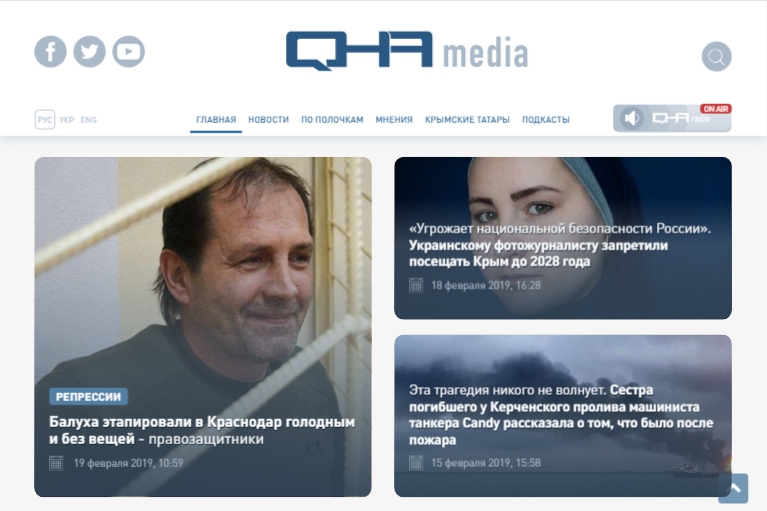 QHA media
РУС УКР ENG
ГЛАВНАЯ НОВОСТИ ПО ПОЛОЧКАМ МНЕНИЯ КРЫМСКИЕ ТАТАРЫ ПОДКАСТЫ
ON AIR
QHA radio
РЕПРЕССИИ
Балуха этапировали в Краснодар голодным
и без вещей - правозащитники
19 февраля 2019, 10:59
«Угрожает национальной безопасности России».
Украинскому фотожурналисту запретили
посещать Крым до 2028 года
18 февраля 2019, 16:28
Эта трагедия никого не волнует. Сестра
погибшего у Керченского пролива машиниста
танкера Candy рассказала о том, что было после
пожара
15 февраля 2019, 15:58